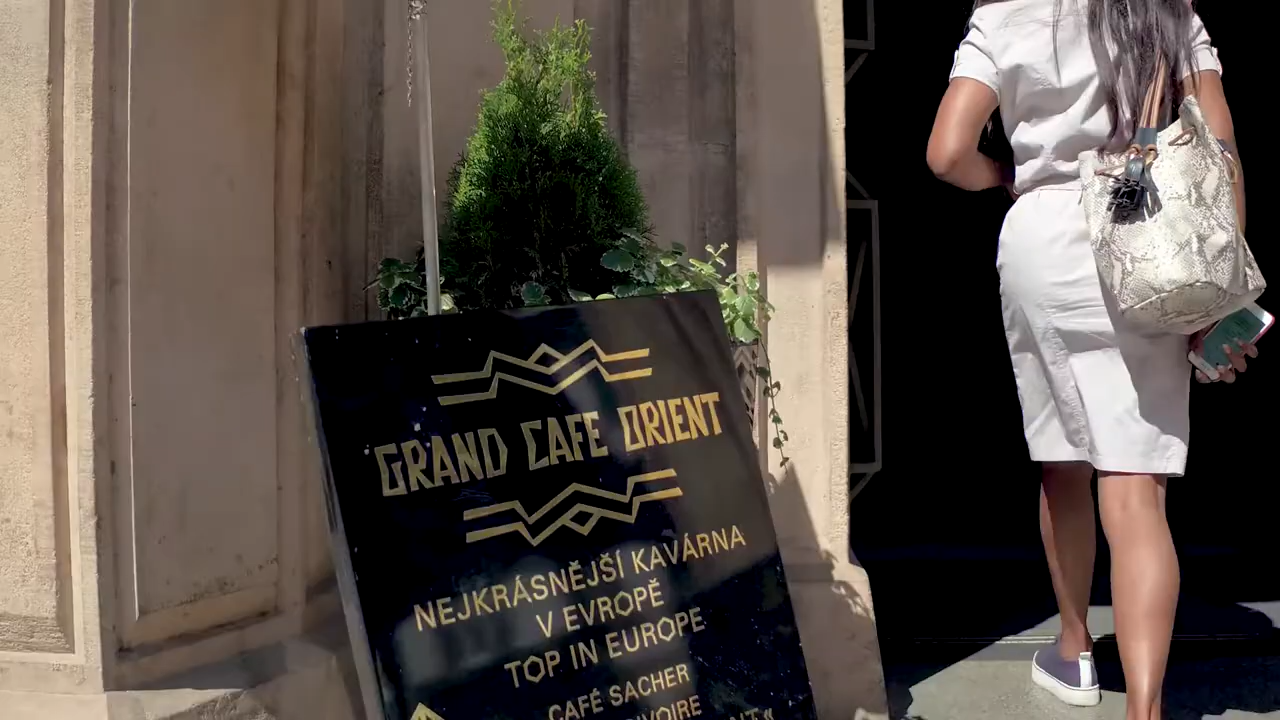 GRAND CAFE ORIENT
NEJKRÁSNĚJŠÍ KAVÁRNA
V EVROPĚ
TOP IN EUROPE
CAFÉ SACHER